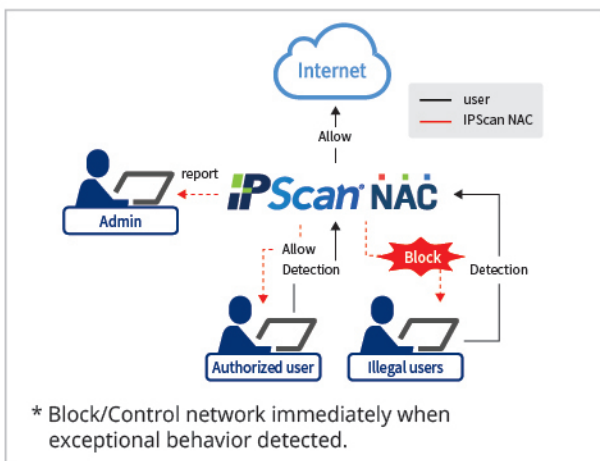 Internet
user
IPScan NAC
Allow
report
IPScan NAC
Admin
Allow
Detection
Block
Detection
Authorized user
Illegal users
* Block/Control network immediately when
exceptional behavior detected.